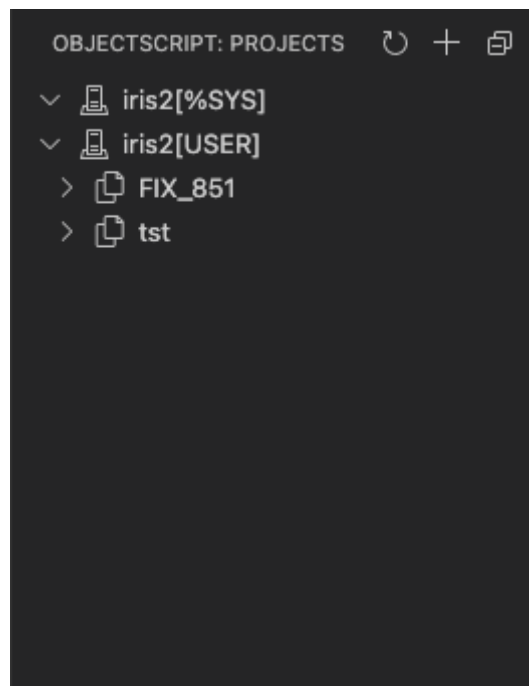 OBJECTSCRIPT: PROJECTS
iris2[%SYS]
iris2[USER]
FIX_851
tst